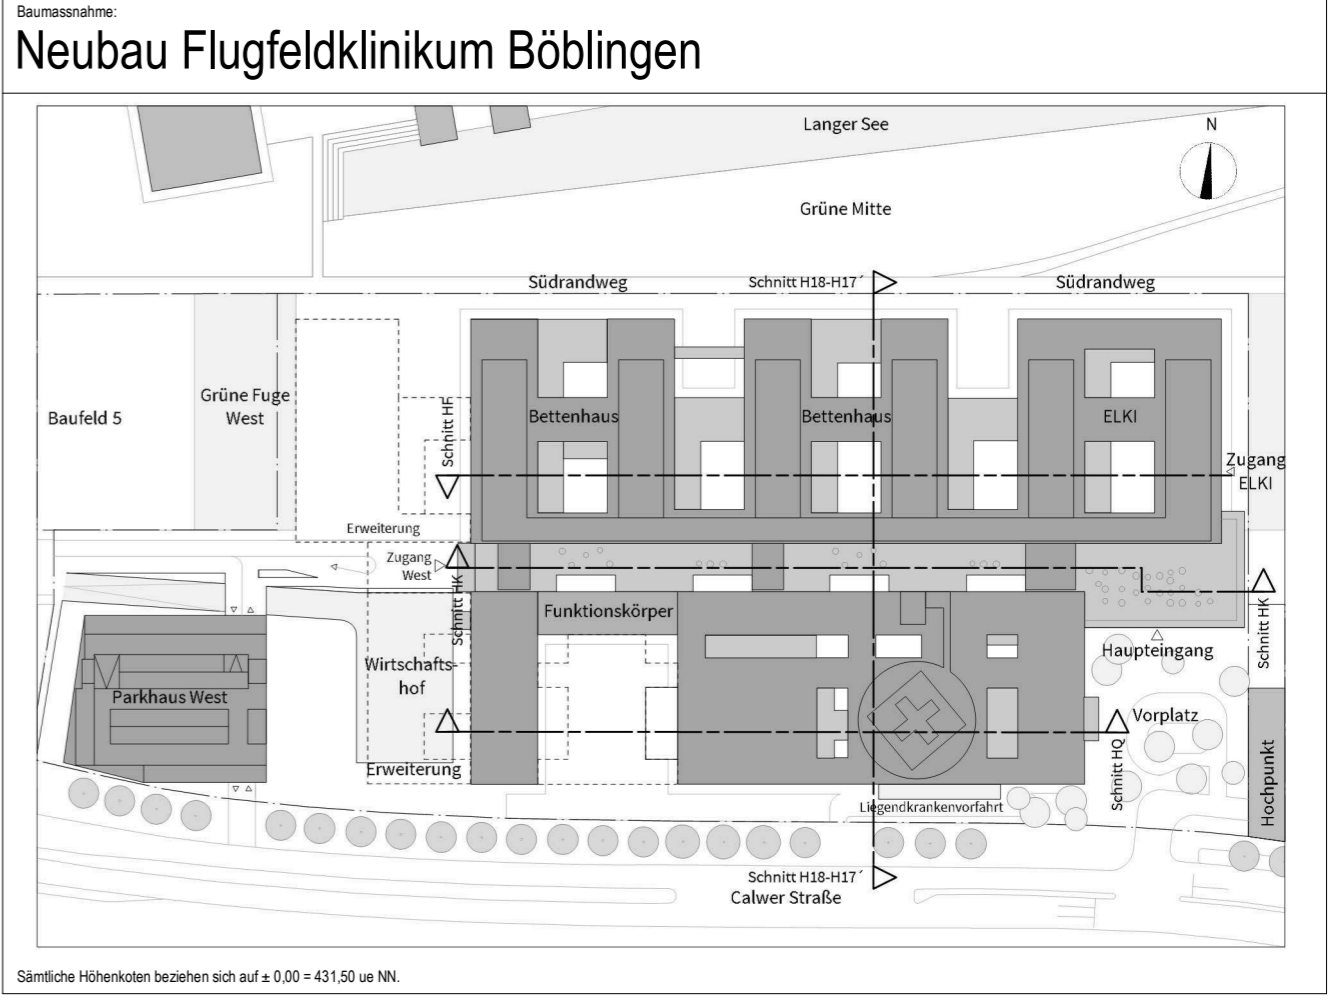 Baumassnahme:
Neubau Flugfeldklinikum Böblingen
Langer See
N
Grüne Mitte
Südrandweg
Schnitt H18-H17´
Südrandweg
Grüne Fuge
West
Baufeld 5
Schnitt HF
Bettenhaus
Bettenhaus
ELKI
Zugang
ELKI
Erweiterung
Zugang
West
Schnitt HK
Funktionskörper
Schnitt HK
Haupteingang
Wirtschafts-
hof
Parkhaus West
Vorplatz
Erweiterung
Schnitt HQ
Hochpunkt
Liegendkrankenvorfahrt
Schnitt H18-H17´
Calwer Straße
Sämtliche Höhenkoten beziehen sich auf ± 0,00 = 431,50 ue NN.